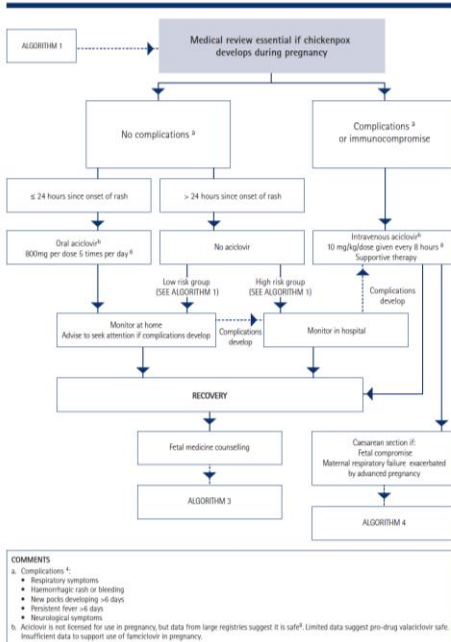 ALGORITHM 1
Medical review essential if chickenpox
develops during pregnancy
No complications a
Complications a
or immunocompromise
≤ 24 hours since onset of rash
> 24 hours since onset of rash
Oral aciclovir b
800mg per dose 5 times per day
No aciclovir
Intravenous aciclovir b
10 mg/kg/dose given every 8 hours
Supportive therapy
Low risk group
(SEE ALGORITHM 1)
High risk group
(SEE ALGORITHM 1)
Complications
develop
Monitor at home
Advise to seek attention if complications develop
Complications
develop
Monitor in hospital
RECOVERY
Fetal medicine counselling
Caesarean section if:
Fetal compromise
Maternal respiratory failure exacerbated
by advanced pregnancy
ALGORITHM 3
ALGORITHM 4
COMMENTS
a. Complications 4:
• Respiratory symptoms
• Haemorrhagic rash or bleeding
• New pocks developing >6 days
• Persistent fever >6 days
• Neurological symptoms
b. Aciclovir is not licensed for use in pregnancy, but data from large registries suggest it is safe. Limited data suggest pro-drug valaciclovir safe.
Insufficient data to support use of famciclovir in pregnancy.